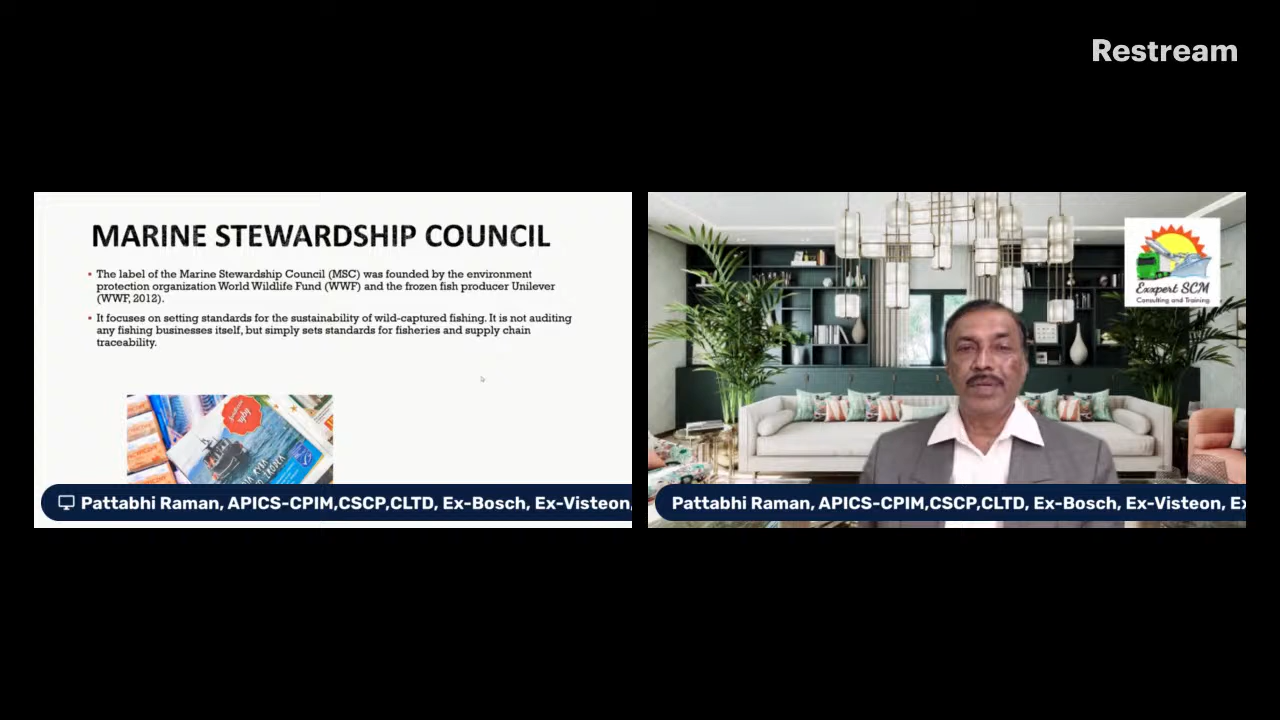 Restream
MARINE STEWARDSHIP COUNCIL
• The label of the Marine Stewardship Council (MSC) was founded by the environment
protection organization World Wildlife Fund (WWF) and the frozen fish producer Unilever
(WWF, 2012).
• It focuses on setting standards for the sustainability of wild-captured fishing. It is not auditing
any fishing businesses itself, but simply sets standards for fisheries and supply chain
traceability.
Pattabhi Raman, APICS-CPIM,CSCP,CLTD, Ex-Bosch, Ex-Visteon,
Exxpert SCM
Consulting and Training
Pattabhi Raman, APICS-CPIM,CSCP,CLTD, Ex-Bosch, Ex-Visteon, Ex